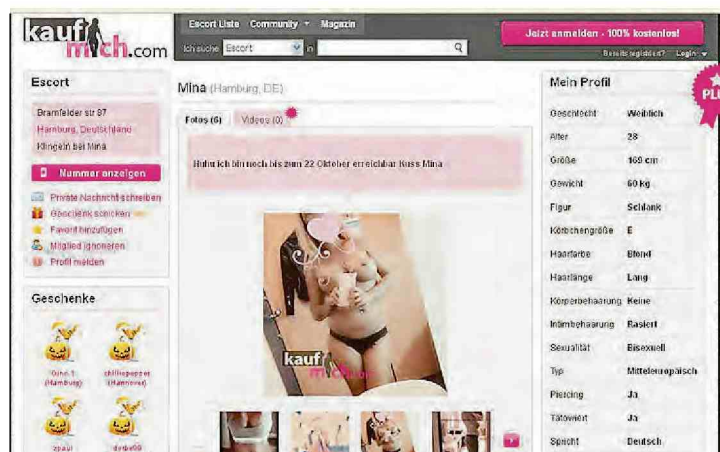 kauf mich.com
Escort Liste Community Magazin
Ich suche Escort in
Jetzt anmelden - 100% kostenlos!
Bereits registriert? Login
Escort
Bramfelder str 97
Hamburg, Deutschland
Klingeln bei Mina
Nummer anzeigen
Private Nachricht schreiben
Geschenk schicken
Favorit hinzufügen
Mitglied ignorieren
Profil melden
Geschenke
(Hamburg)
chilliepepper
(Hannover)
zpaul
Mina (Hamburg, DE)
Fotos (6) Videos (0)
Huhu ich bin noch bis zum 22 Oktober erreichbar Kuss Mina
kauf
mich.com
Mein Profil
PLU
Geschlecht Weiblich
Alter 28
Größe 169 cm
Gewicht 60 kg
Figur Schlank
Körbchengröße E
Haarfarbe Blond
Haarlänge Lang
Körperbehaarung Keine
Intimbehaarung Rasiert
Sexualität Bisexuell
Typ Mitteleuropäisch
Piercing Ja
Tätowiert Ja
Spricht Deutsch